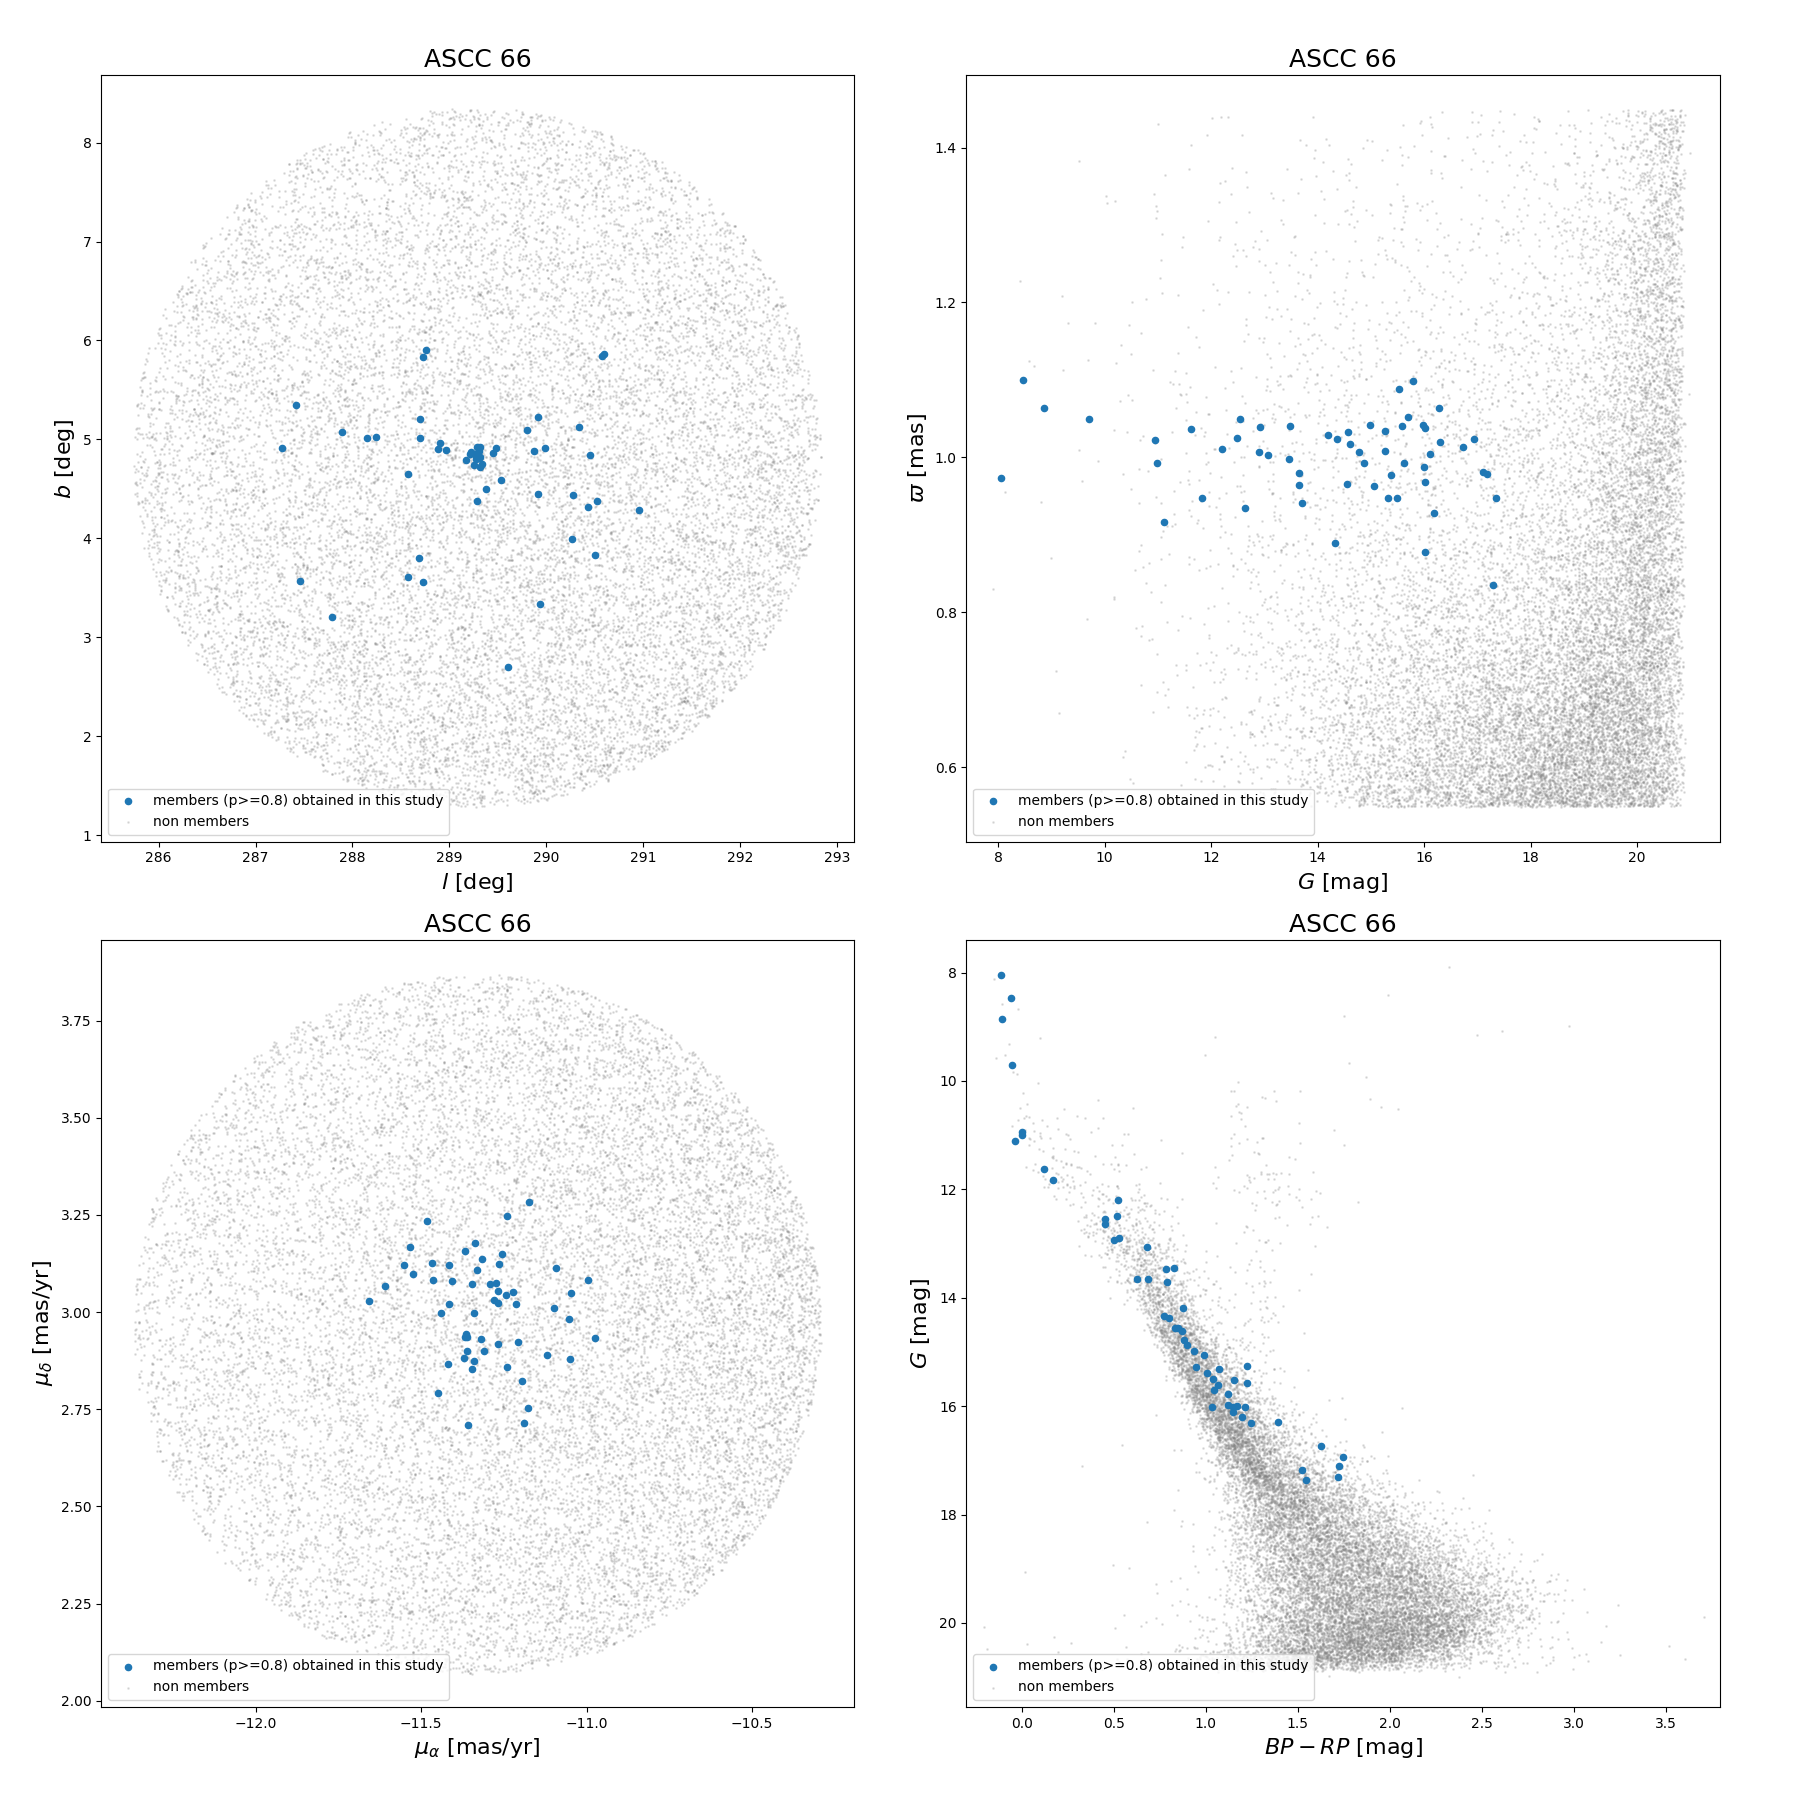 ASCC 66
8
7
6
5
4
3
2
1
b [deg]
286 287 288 289 290 291 292 293
l [deg]
members (p>=0.8) obtained in this study
non members
ASCC 66
1.4
1.2
1.0
0.8
0.6
ϖ [mas]
8 10 12 14 16 18 20
G [mag]
members (p>=0.8) obtained in this study
non members
ASCC 66
3.75
3.50
3.25
3.00
2.75
2.50
2.25
2.00
μδ [mas/yr]
−12.0 −11.5 −11.0 −10.5
μα [mas/yr]
members (p>=0.8) obtained in this study
non members
ASCC 66
8
10
12
14
16
18
20
G [mag]
0.0 0.5 1.0 1.5 2.0 2.5 3.0 3.5
BP − RP [mag]
members (p>=0.8) obtained in this study
non members